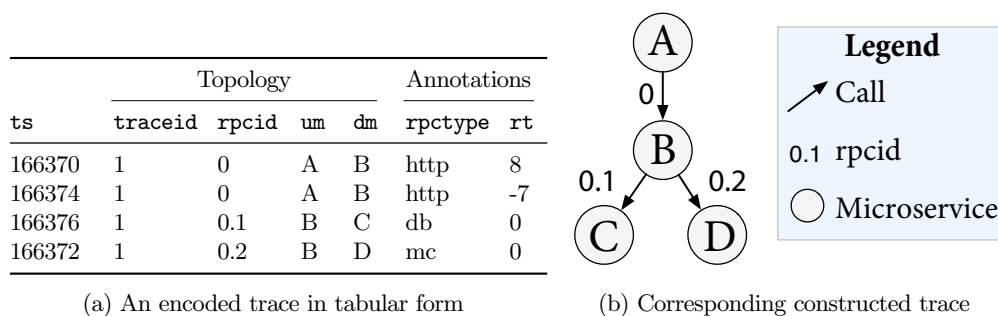 Topology Annotations
ts traceid rpcid um dm rpctype rt
166370 1 0 A B http 8
166374 1 0 A B http -7
166376 1 0.1 B C db 0
166372 1 0.2 B D mc 0
(a) An encoded trace in tabular form
A
0
B
0.1 0.2
C D
Legend
Call
0.1 rpcid
Microservice
(b) Corresponding constructed trace